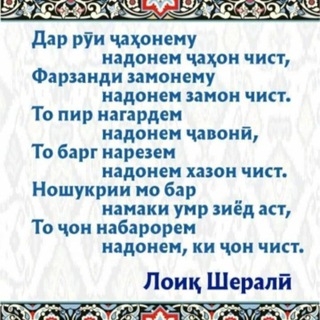 Дар рӯи ҷаҳонему
надонем ҷаҳон чист,
Фарзанди замонему
надонем замон чист.
То пир нагардем
надонем ҷавонӣ,
То барг нарезем
надонем хазон чист.
Ношукрии мо бар
намаки умр зиёд аст,
То ҷон набарорем
надонем, ки ҷон чист.
Лоиқ Шералӣ